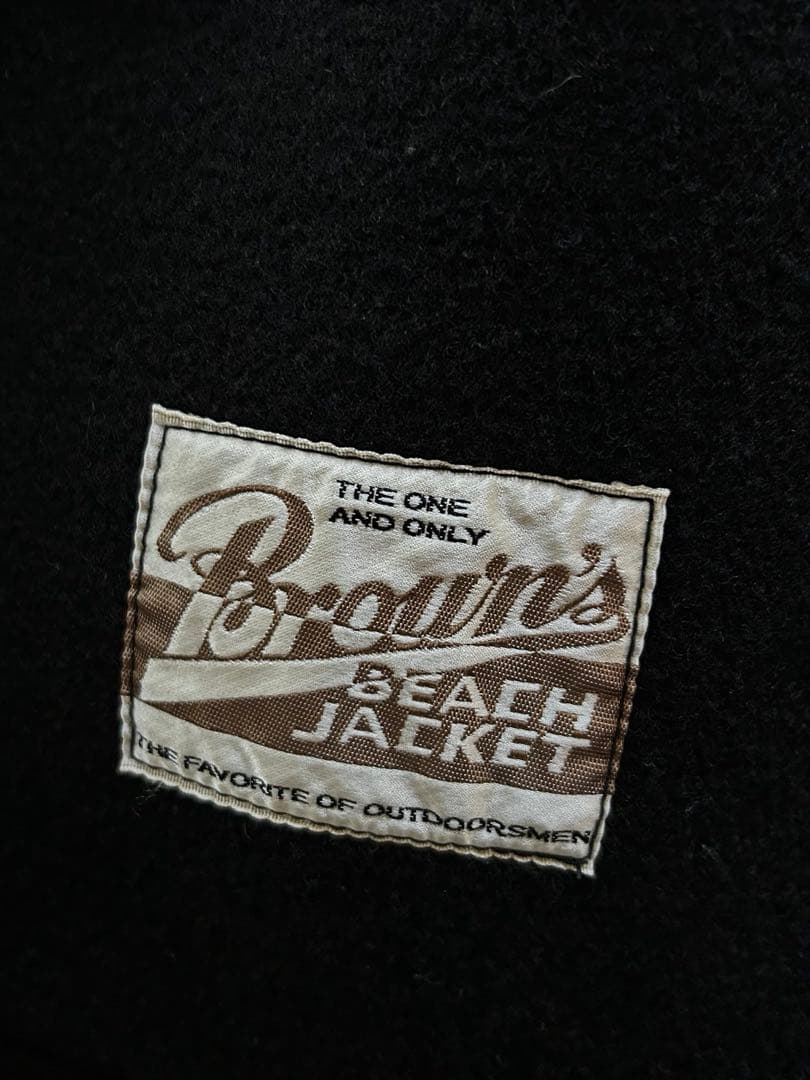 THE ONE
AND ONLY
Brown's
BEACH
JACKET
THE FAVORITE OF OUTDOORSMEN